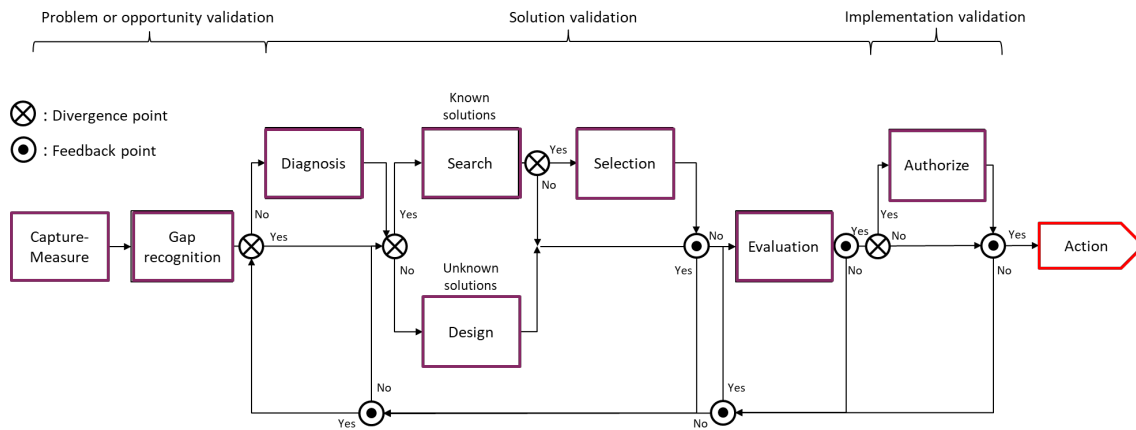 Problem or opportunity validation
Solution validation
Implementation validation
: Divergence point
: Feedback point
Known
solutions
Diagnosis
Search
Yes
Selection
No
Authorize
No
Yes
Yes
Capture-
Measure
Gap
recognition
Yes
No
Unknown
solutions
No
Yes
Evaluation
Yes
No
No
Yes
No
Action
Design
No
Yes
Yes
No